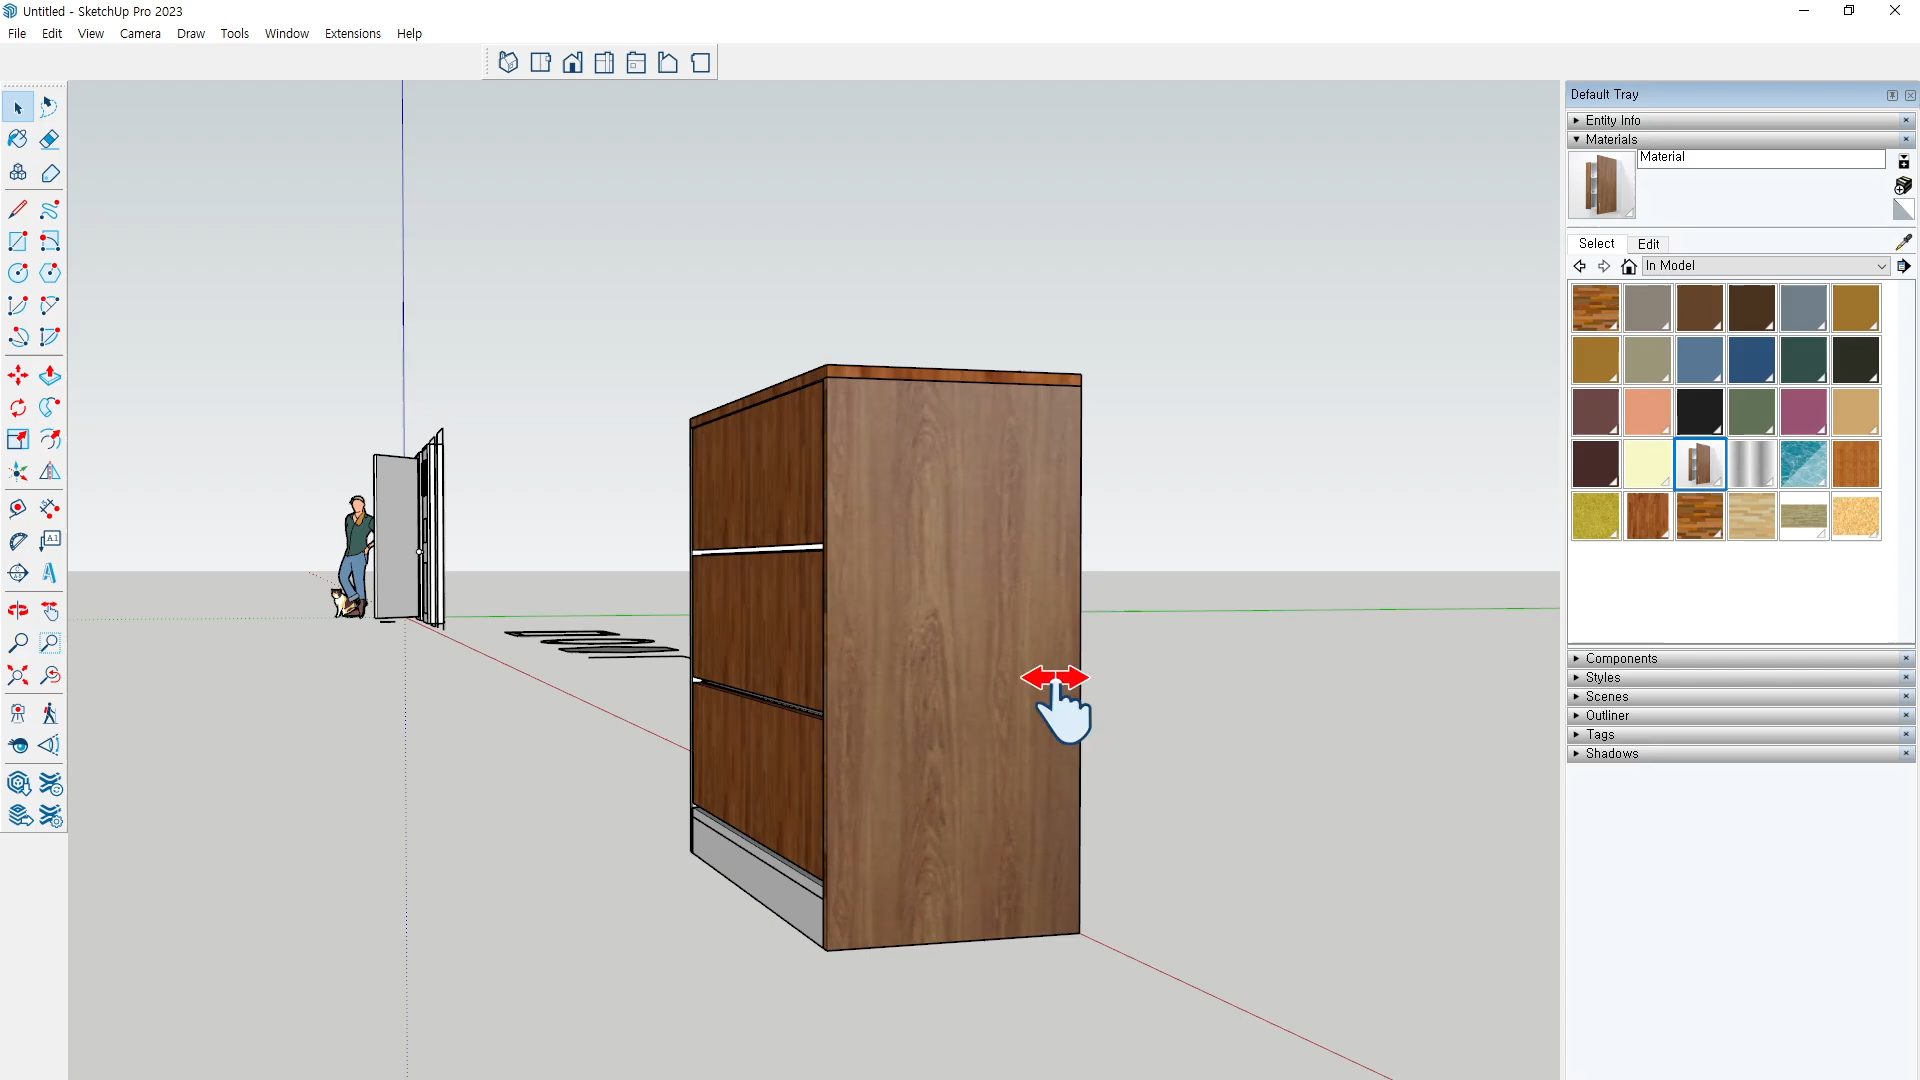 Untitled - SketchUp Pro 2023
File Edit View Camera Draw Tools Window Extensions Help
Default Tray
Entity Info
Materials
Material
Select Edit
In Model
Components
Styles
Scenes
Outliner
Tags
Shadows
A1